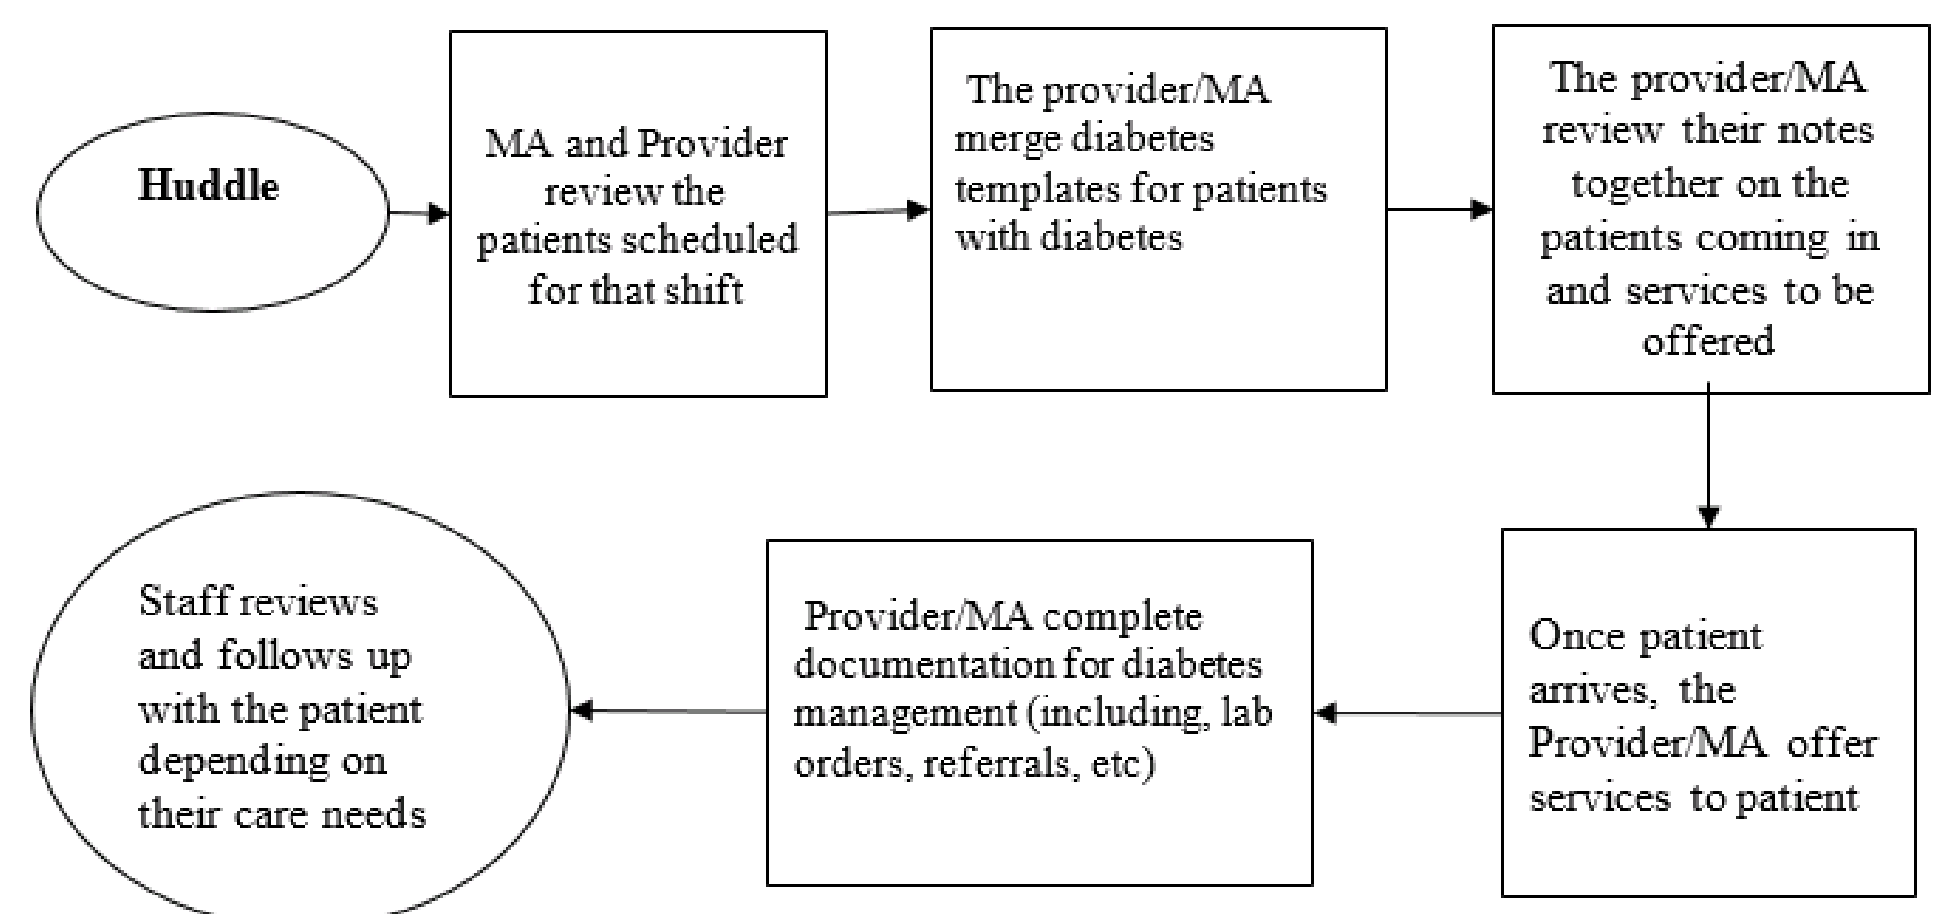 Huddle
MA and Provider
review the
patients scheduled
for that shift
The provider/MA
merge diabetes
templates for patients
with diabetes
The provider/MA
review their notes
together on the
patients coming in
and services to be
offered
Once patient
arrives, the
Provider/MA offer
services to patient
Provider/MA complete
documentation for diabetes
management (including, lab
orders, referrals, etc)
Staff reviews
and follows up
with the patient
depending on
their care needs